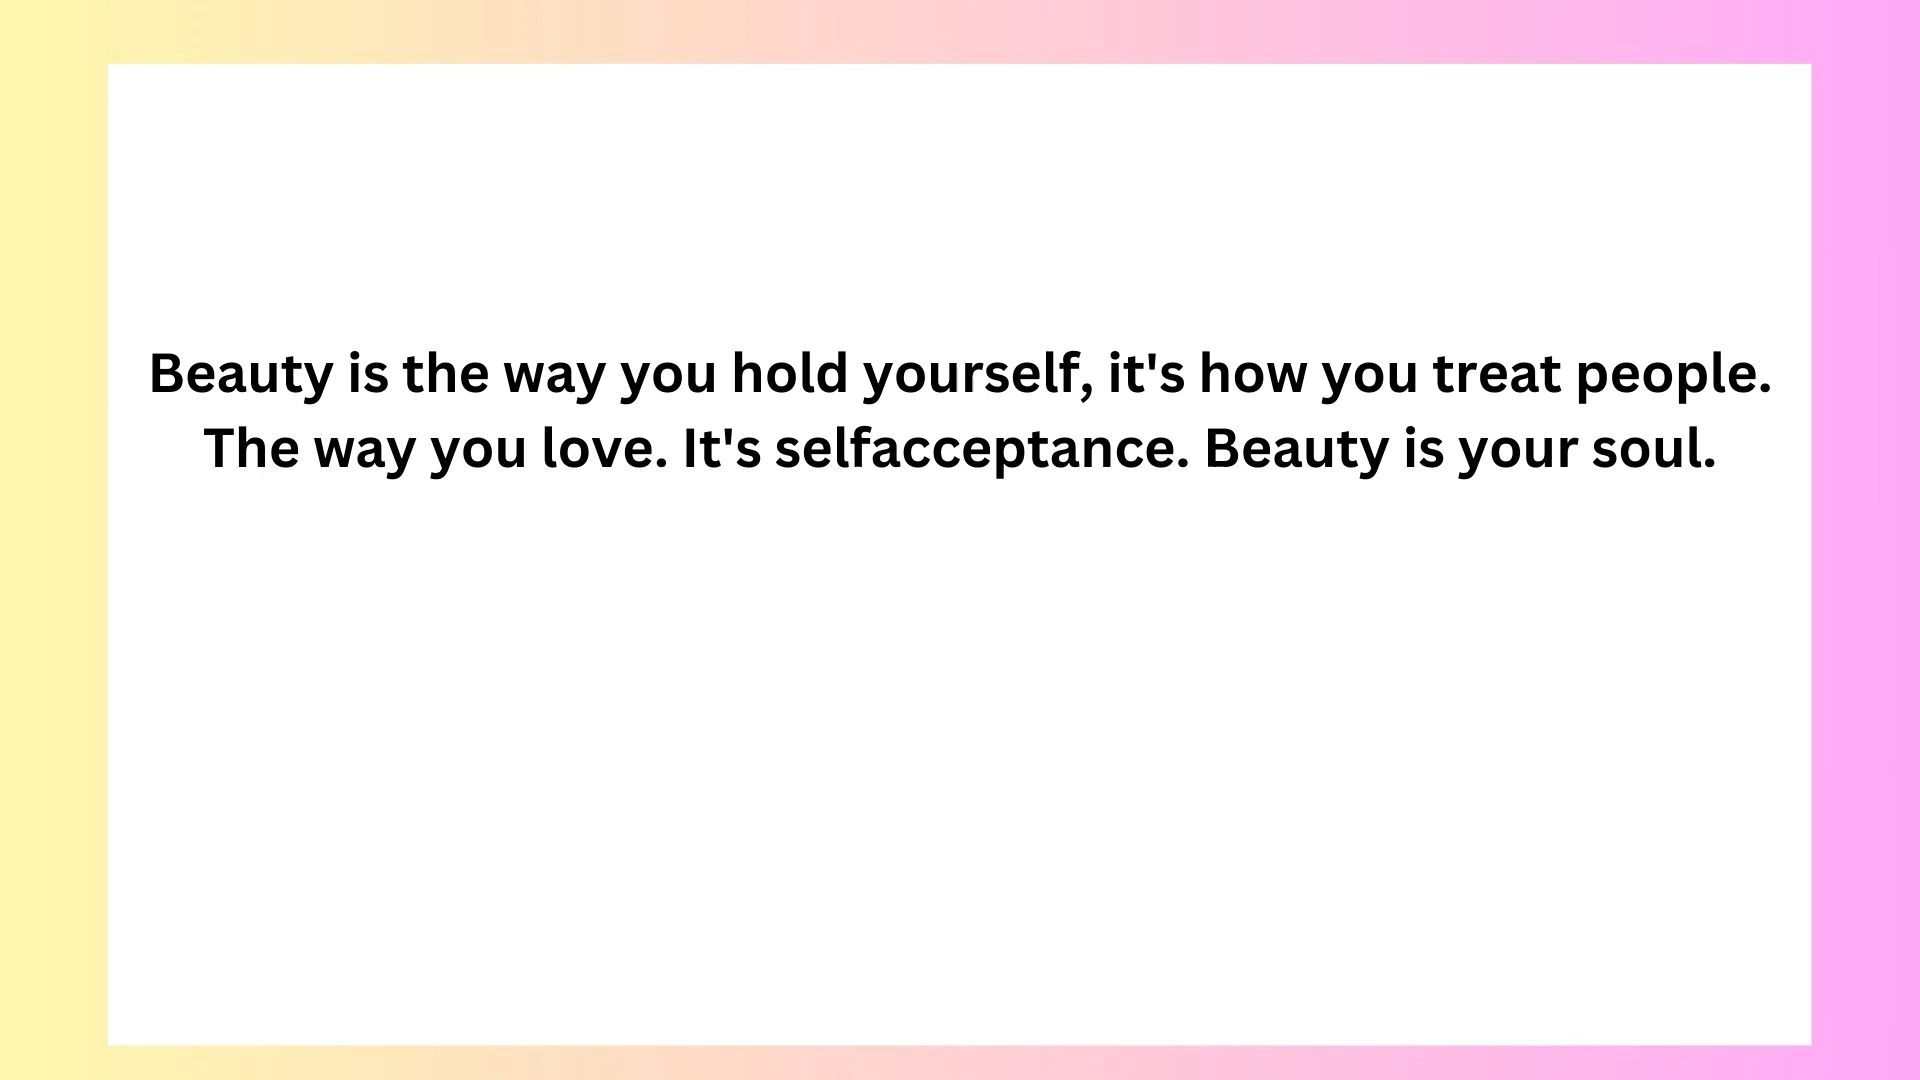 Beauty is the way you hold yourself, it's how you treat people.
The way you love. It's selfacceptance. Beauty is your soul.